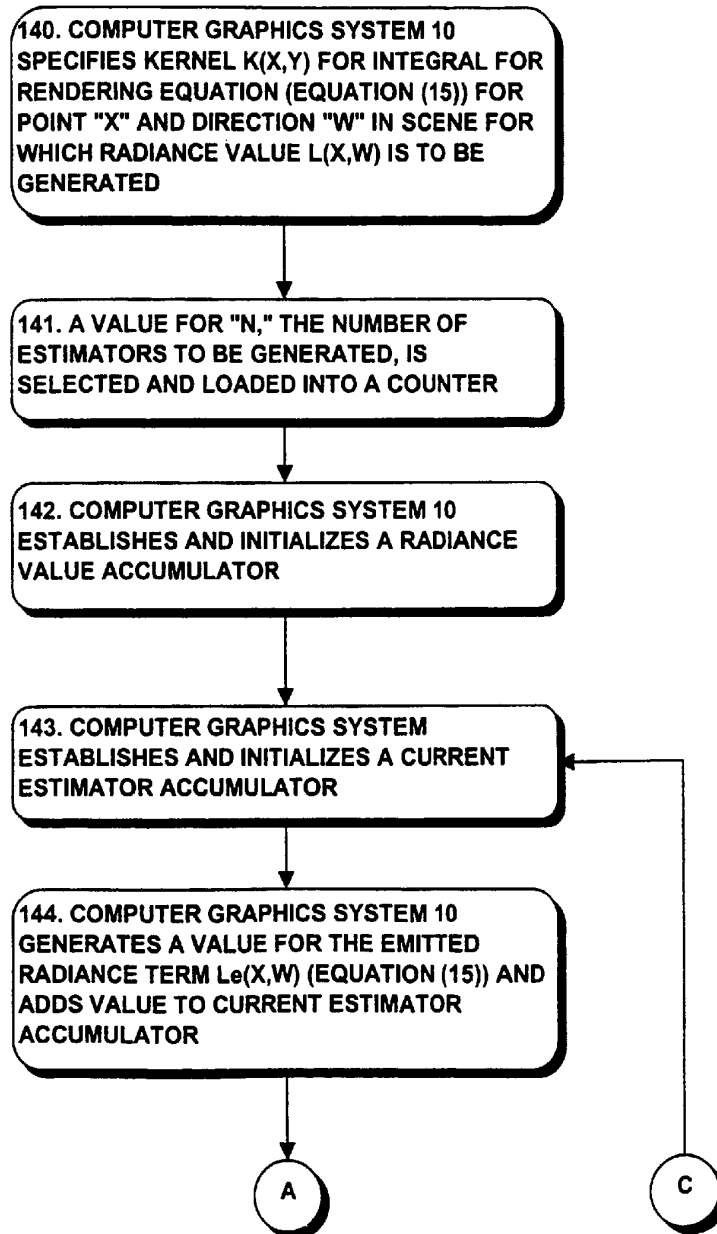 140. COMPUTER GRAPHICS SYSTEM 10
SPECIFIES KERNEL K(X,Y) FOR INTEGRAL FOR
RENDERING EQUATION (EQUATION (15)) FOR
POINT "X" AND DIRECTION "W" IN SCENE FOR
WHICH RADIANCE VALUE L(X,W) IS TO BE
GENERATED
141. A VALUE FOR "N," THE NUMBER OF
ESTIMATORS TO BE GENERATED, IS
SELECTED AND LOADED INTO A COUNTER
142. COMPUTER GRAPHICS SYSTEM 10
ESTABLISHES AND INITIALIZES A RADIANCE
VALUE ACCUMULATOR
143. COMPUTER GRAPHICS SYSTEM
ESTABLISHES AND INITIALIZES A CURRENT
ESTIMATOR ACCUMULATOR
144. COMPUTER GRAPHICS SYSTEM 10
GENERATES A VALUE FOR THE EMITTED
RADIANCE TERM Le(X,W) (EQUATION (15)) AND
ADDS VALUE TO CURRENT ESTIMATOR
ACCUMULATOR
A
C